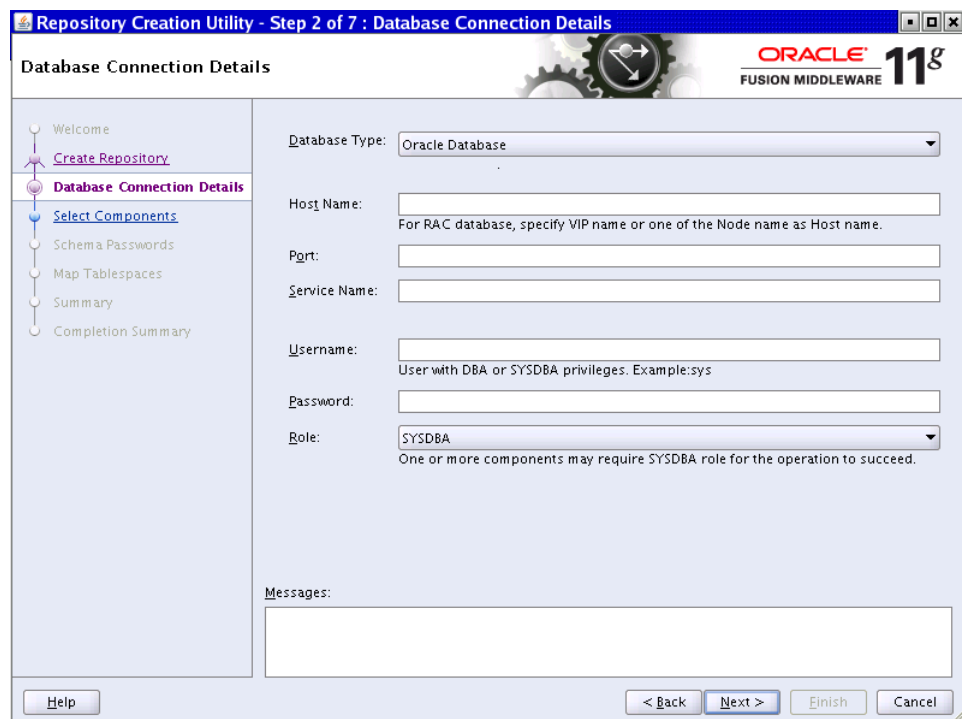 Repository Creation Utility - Step 2 of 7 : Database Connection Details
Database Connection Details
ORACLE
FUSION MIDDLEWARE
11g
Welcome
Create Repository
Database Connection Details
Select Components
Schema Passwords
Map Tablespaces
Summary
Completion Summary
Database Type: Oracle Database
Host Name:
For RAC database, specify VIP name or one of the Node name as Host name.
Port:
Service Name:
Username:
User with DBA or SYSDBA privileges. Example:sys
Password:
Role: SYSDBA
One or more components may require SYSDBA role for the operation to succeed.
Messages:
Help
< Back
Next >
Finish
Cancel